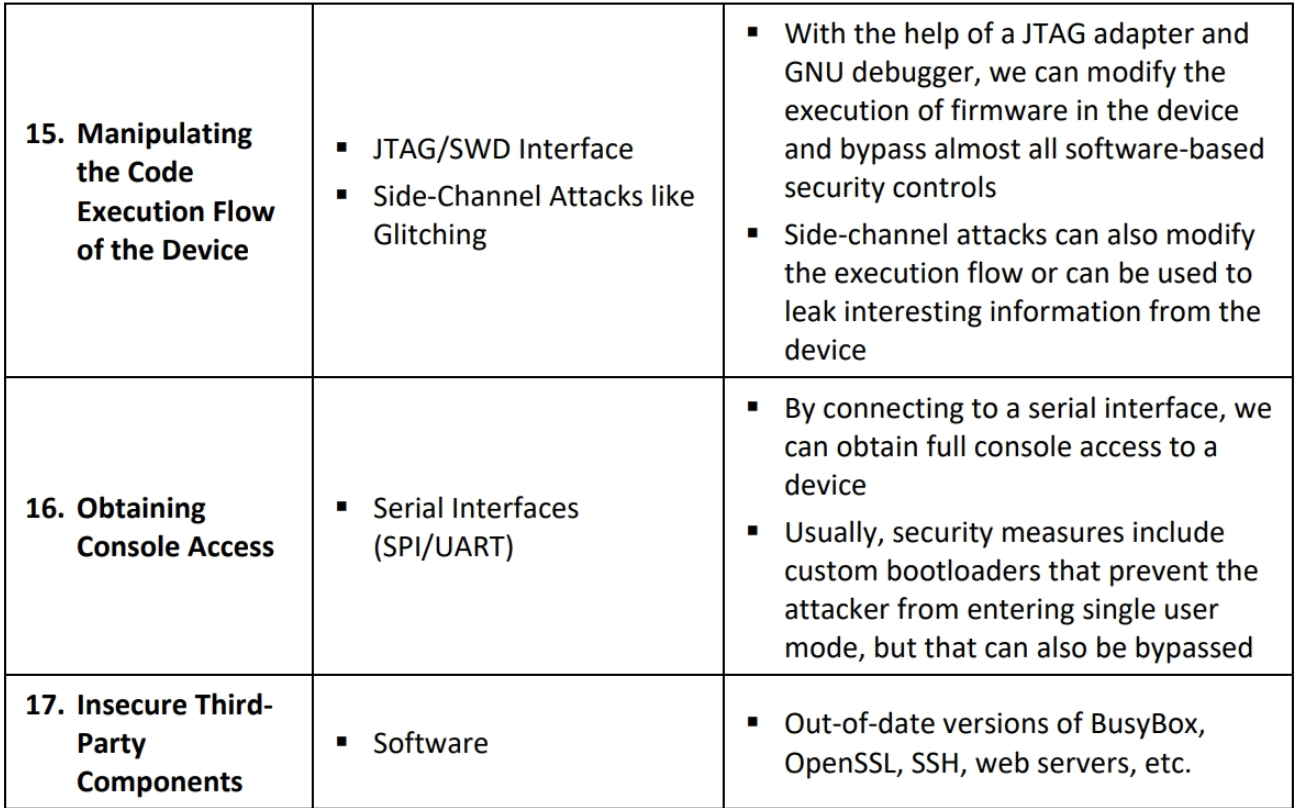 15. Manipulating
the Code
Execution Flow
of the Device
▪ JTAG/SWD Interface
▪ Side-Channel Attacks like
Glitching
▪ With the help of a JTAG adapter and
GNU debugger, we can modify the
execution of firmware in the device
and bypass almost all software-based
security controls
▪ Side-channel attacks can also modify
the execution flow or can be used to
leak interesting information from the
device
16. Obtaining
Console Access
▪ Serial Interfaces
(SPI/UART)
▪ By connecting to a serial interface, we
can obtain full console access to a
device
▪ Usually, security measures include
custom bootloaders that prevent the
attacker from entering single user
mode, but that can also be bypassed
17. Insecure Third-
Party
Components
▪ Software
▪ Out-of-date versions of BusyBox,
OpenSSL, SSH, web servers, etc.